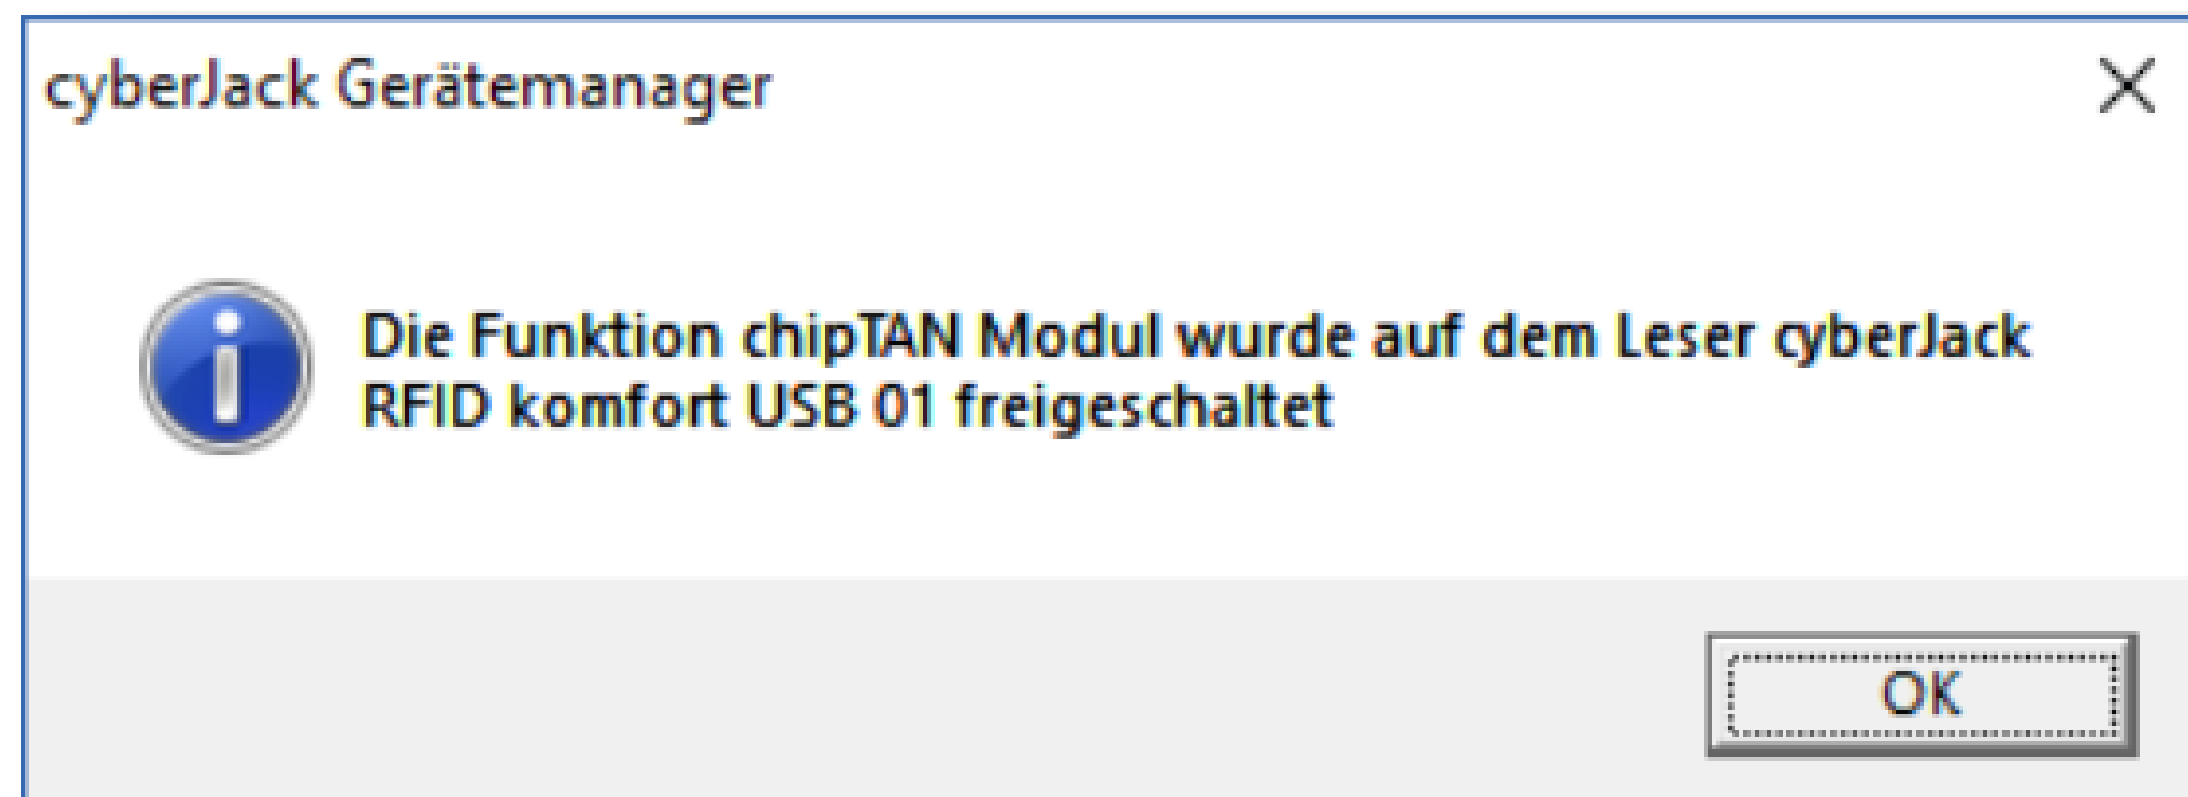 cyberJack Gerätemanager
Die Funktion chipTAN Modul wurde auf dem Leser cyberJack
RFID komfort USB 01 freigeschaltet
OK